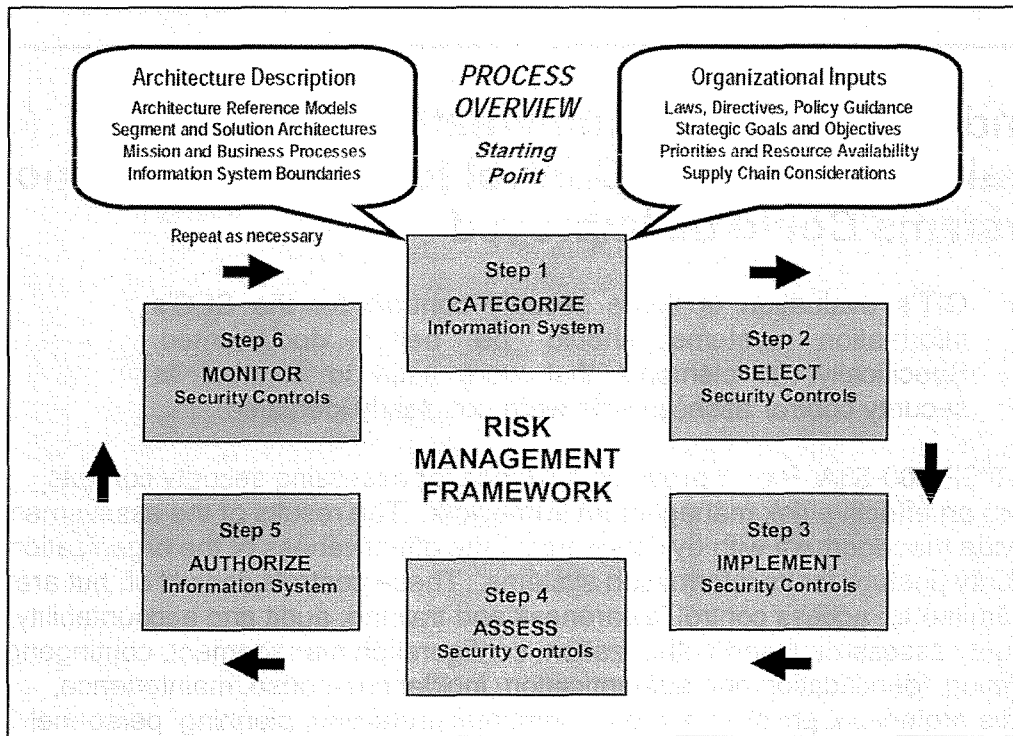 Architecture Description
Architecture Reference Models
Segment and Solution Architectures
Mission and Business Processes
Information System Boundaries
PROCESS
OVERVIEW
Starting
Point
Organizational Inputs
Laws, Directives, Policy Guidance
Strategic Goals and Objectives
Priorities and Resource Availability
Supply Chain Considerations
Repeat as necessary
Step 1
CATEGORIZE
Information System
Step 2
SELECT
Security Controls
Step 3
IMPLEMENT
Security Controls
Step 4
ASSESS
Security Controls
Step 5
AUTHORIZE
Information System
Step 6
MONITOR
Security Controls
RISK
MANAGEMENT
FRAMEWORK